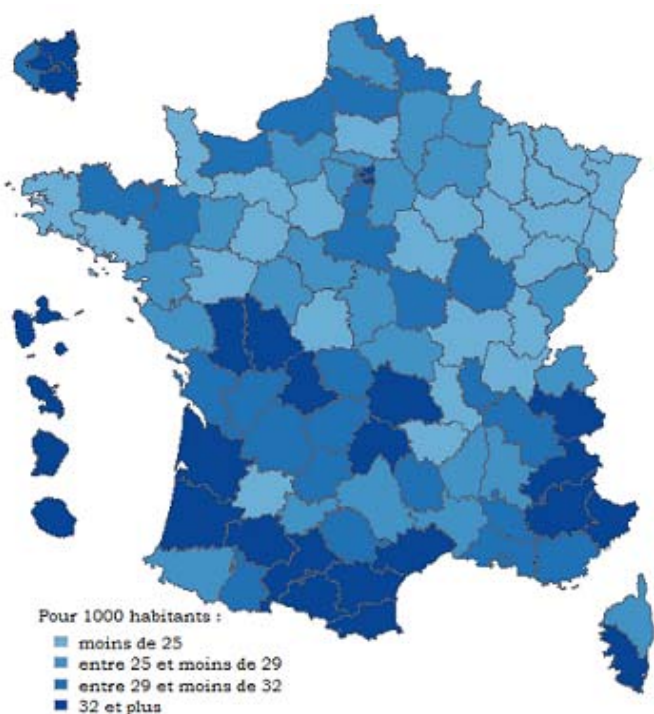 Pour 1000 habitants :
moins de 25
entre 25 et moins de 29
entre 29 et moins de 32
32 et plus